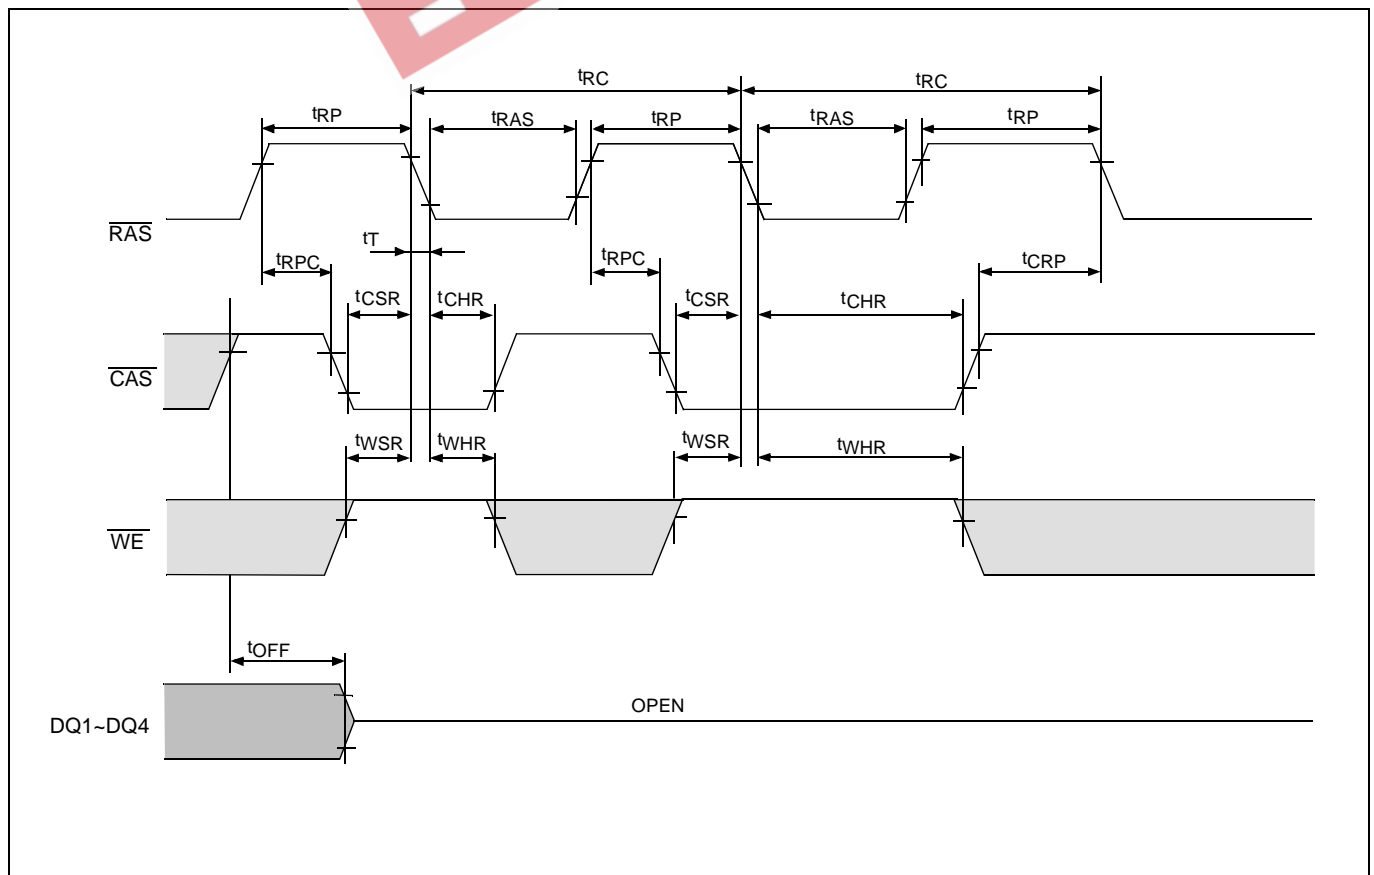 tRC tRC
tRP tRAS tRP tRAS tRP
RAS
tT
tRPC tRPC tCRP
tCSR tCHR tCSR tCHR
CAS
tWSR tWHR tWSR tWHR
WE
tOFF
OPEN
DQ1~DQ4